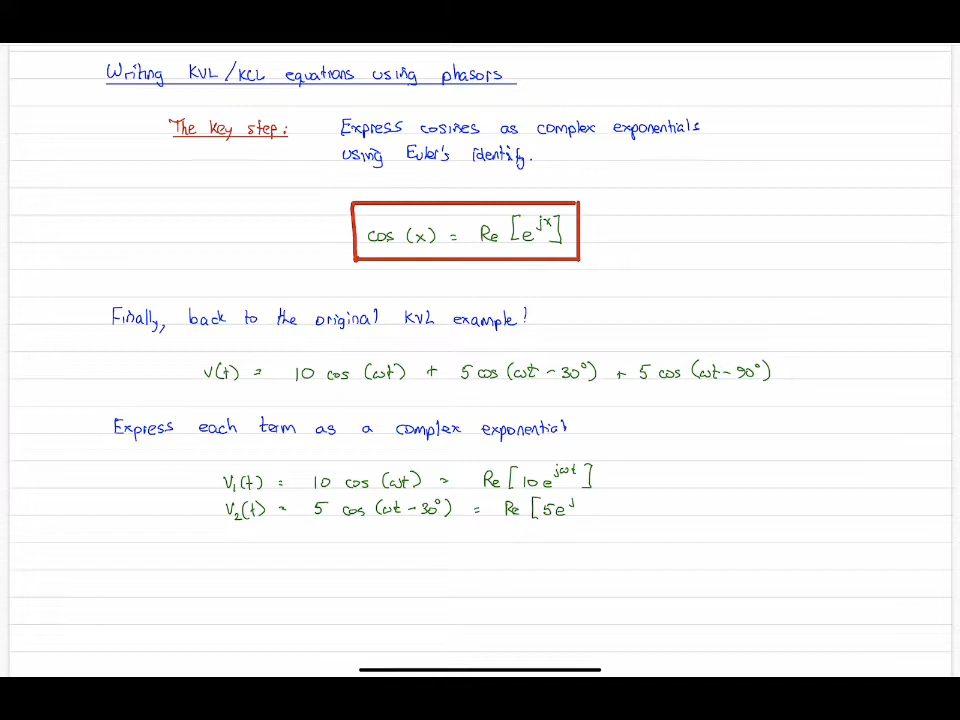 Writing KVL/KCL equations using phasors
The key step: Express cosines as complex exponentials
using Euler's identity.
cos (x) = Re [e^jx]
Finally, back to the original KVL example!
v(t) = 10 cos (ωt) + 5 cos (ωt - 30°) + 5 cos (ωt - 90°)
Express each term as a complex exponential
V₁(t) = 10 cos (ωt) = Re [10e^jωt]
V₂(t) = 5 cos (ωt - 30°) = Re [5e^j